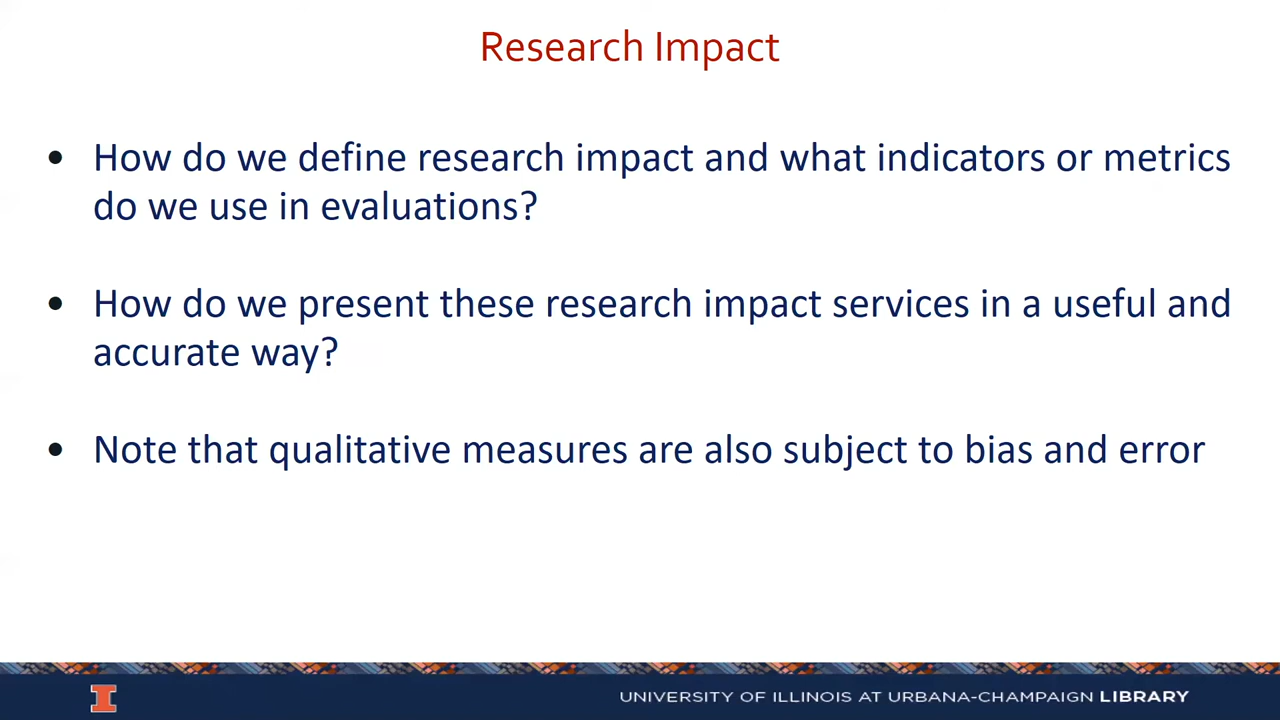 Research Impact
• How do we define research impact and what indicators or metrics
do we use in evaluations?
• How do we present these research impact services in a useful and
accurate way?
• Note that qualitative measures are also subject to bias and error
I
UNIVERSITY OF ILLINOIS AT URBANA-CHAMPAIGN LIBRARY